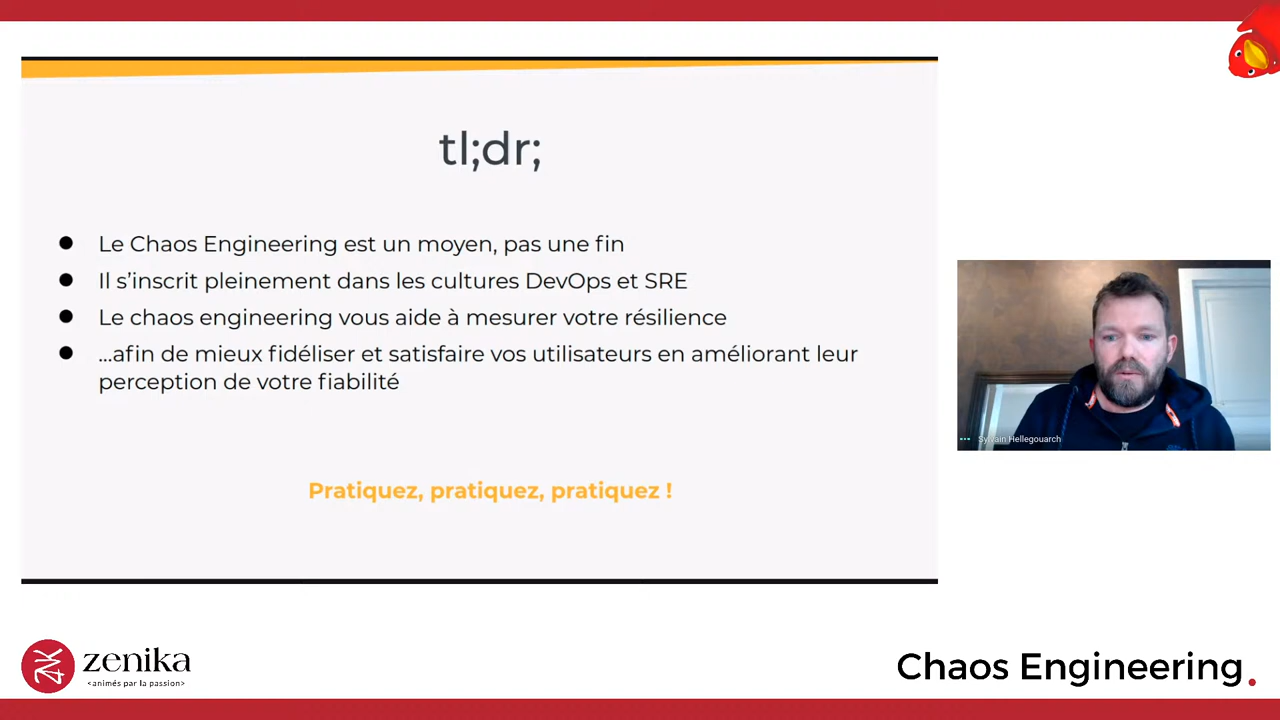 tl;dr;
Le Chaos Engineering est un moyen, pas une fin
Il s’inscrit pleinement dans les cultures DevOps et SRE
Le chaos engineering vous aide à mesurer votre résilience
...afin de mieux fidéliser et satisfaire vos utilisateurs en améliorant leur
perception de votre fiabilité
Pratiquez, pratiquez, pratiquez !
Sylvain Hellegouarch
zenika
<animés par la passion>
Chaos Engineering.